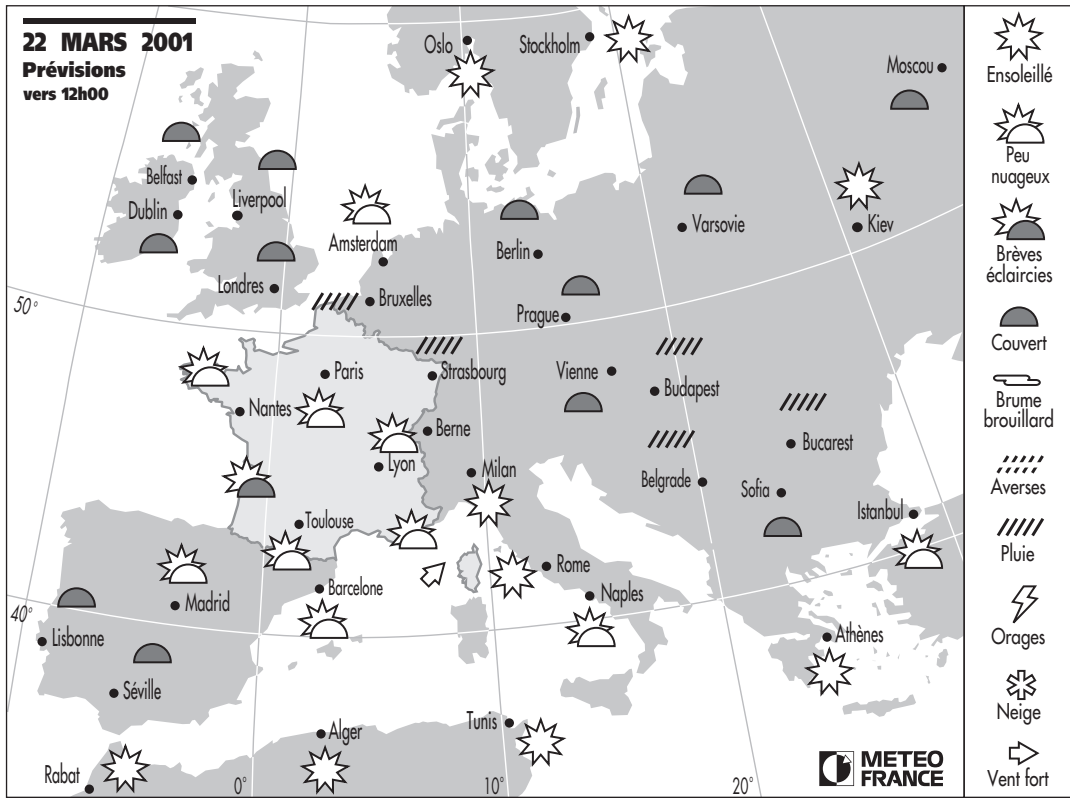 22 MARS 2001
Prévisions
vers 12h00
Oslo
Stockholm
Moscou
Belfast
Dublin
Liverpool
Amsterdam
Berlin
Varsovie
Kiev
Londres
Bruxelles
Prague
50°
Paris
Strasbourg
Vienne
Budapest
Nantes
Berne
Bucarest
Lyon
Milan
Belgrade
Sofia
Istanbul
Toulouse
Rome
Barcelone
Naples
Madrid
40°
Lisbonne
Athènes
Séville
Tunis
Alger
Rabat
0°
10°
20°
METEO
FRANCE
Ensoleillé
Peu
nuageux
Brèves
éclaircies
Couvert
Brume
brouillard
Averses
Pluie
Orages
Neige
Vent fort